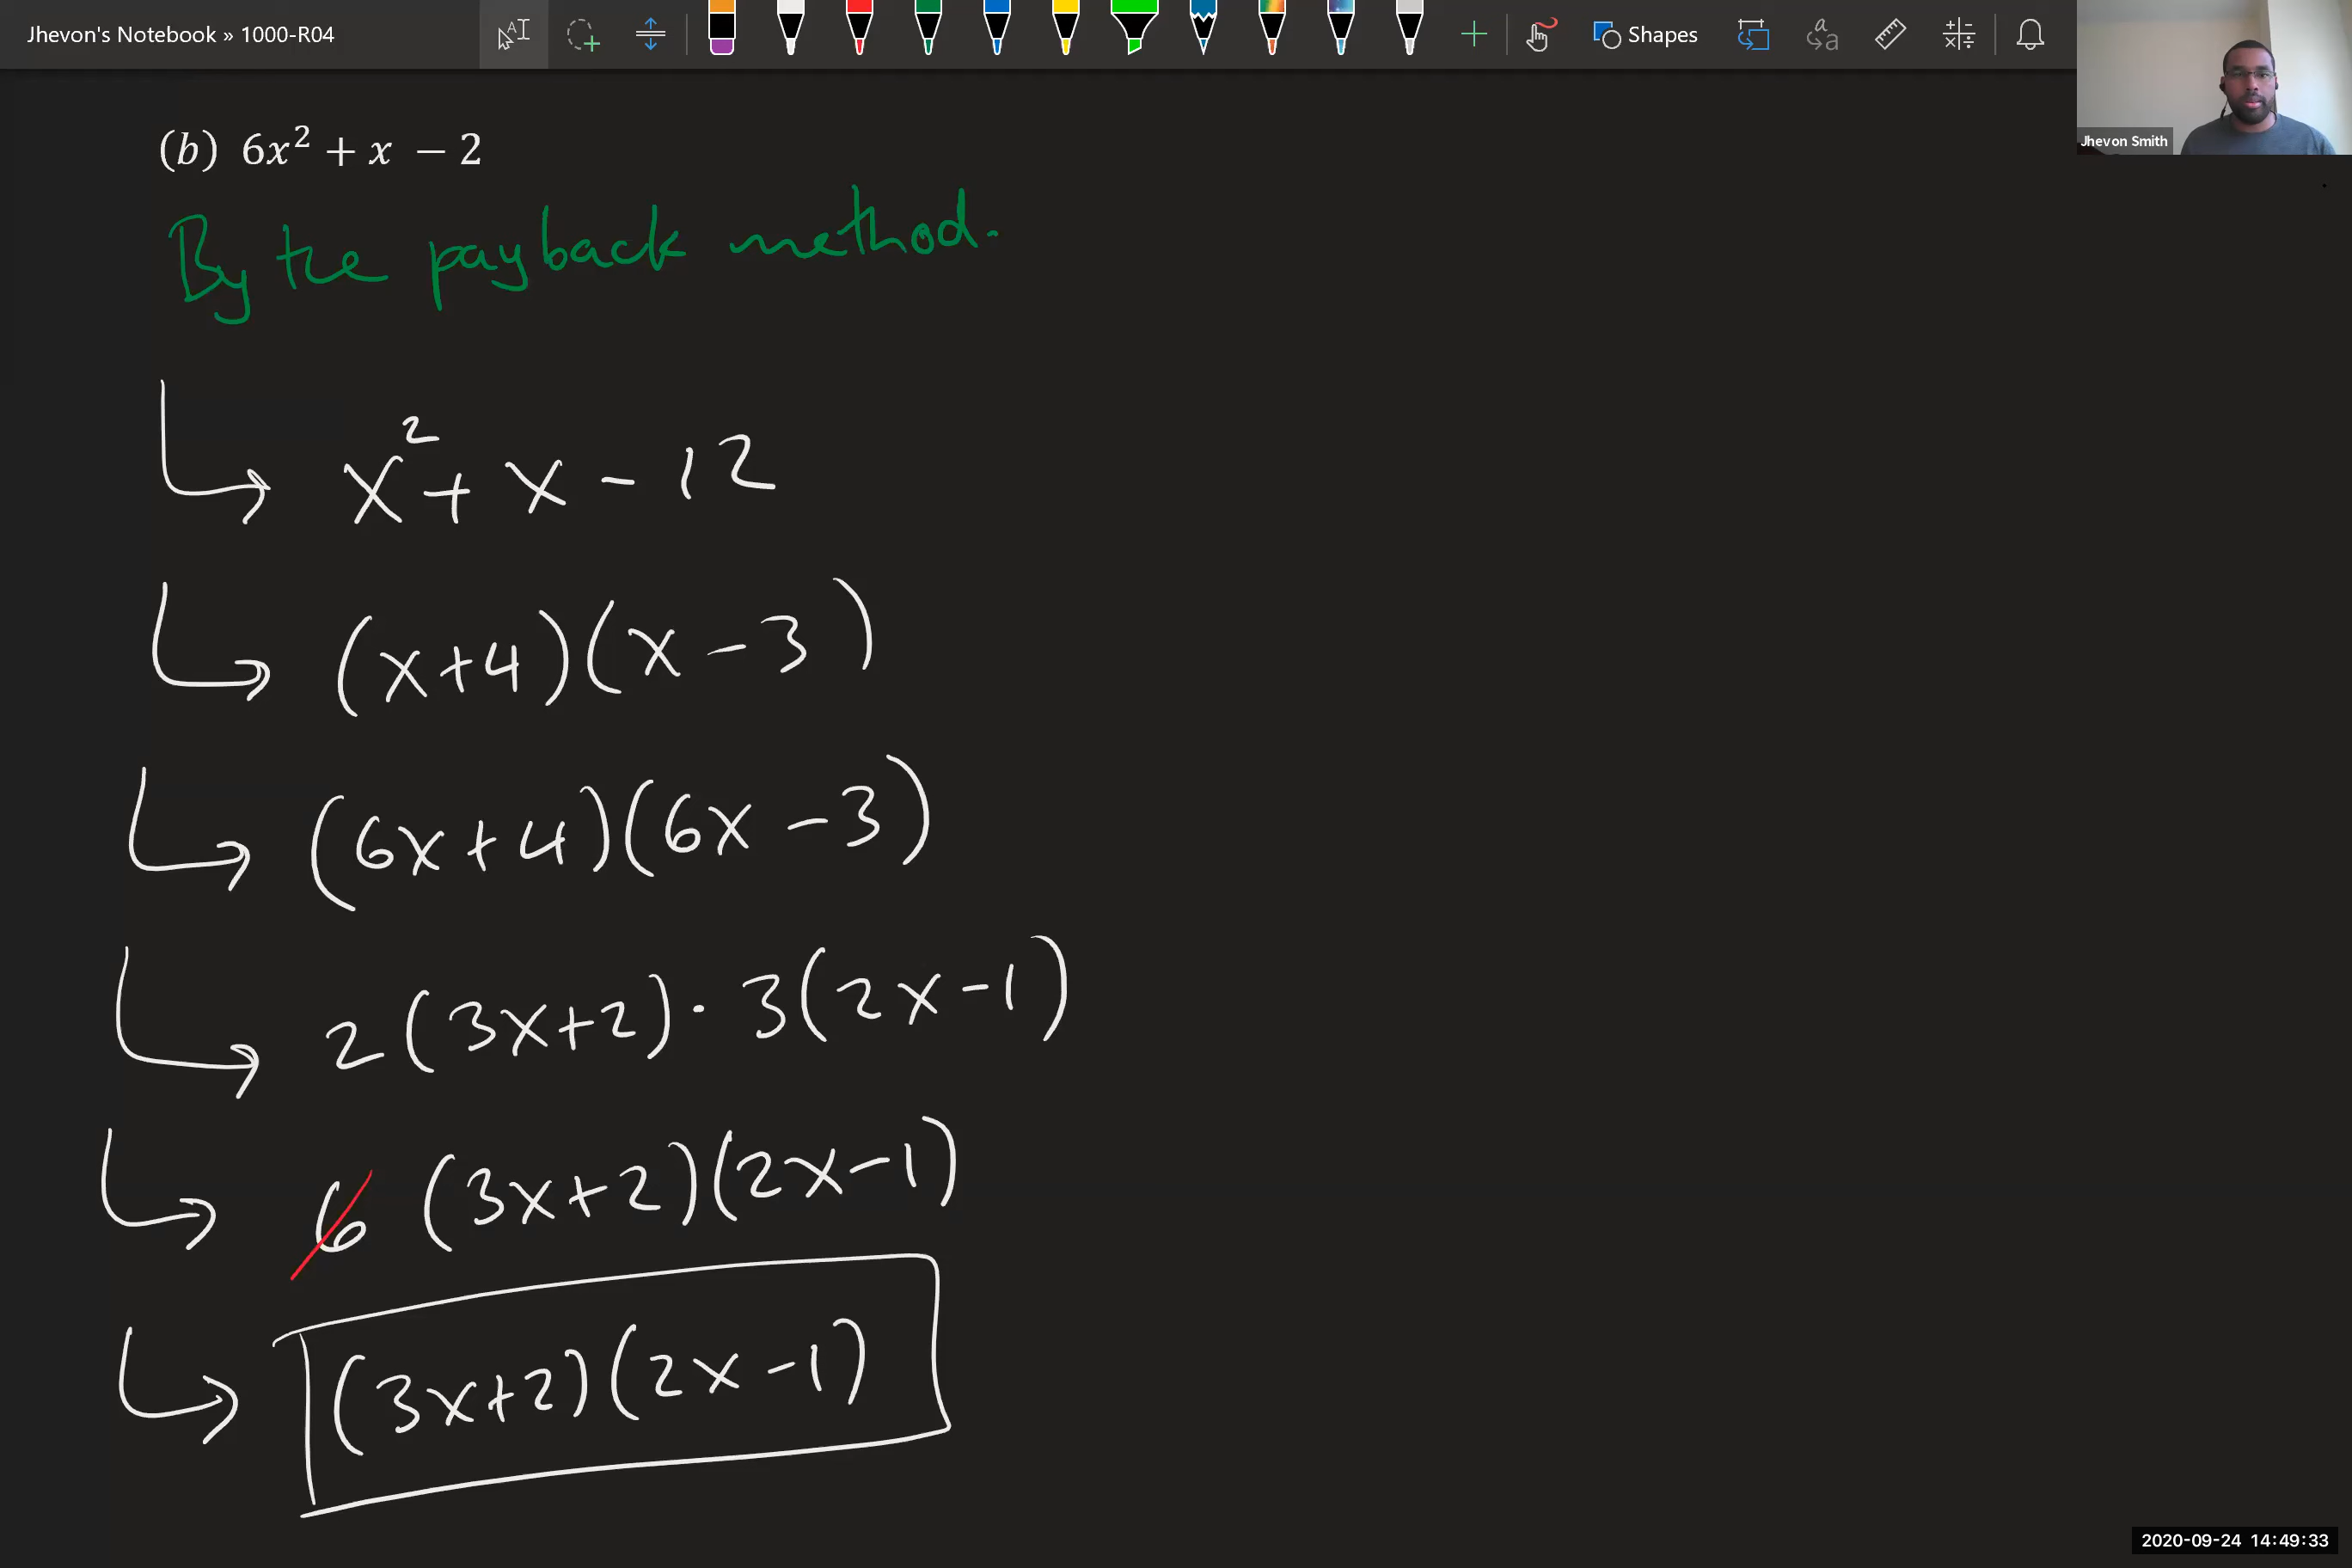 Jhevon's Notebook » 1000-R04
Shapes
Jhevon Smith
(b) 6x² + x − 2
By the payback method.
x² + x − 12
(x+4)(x−3)
(6x+4)(6x−3)
2(3x+2)·3(2x−1)
6 (3x+2)(2x−1)
(3x+2)(2x−1)
2020-09-24 14:49:33